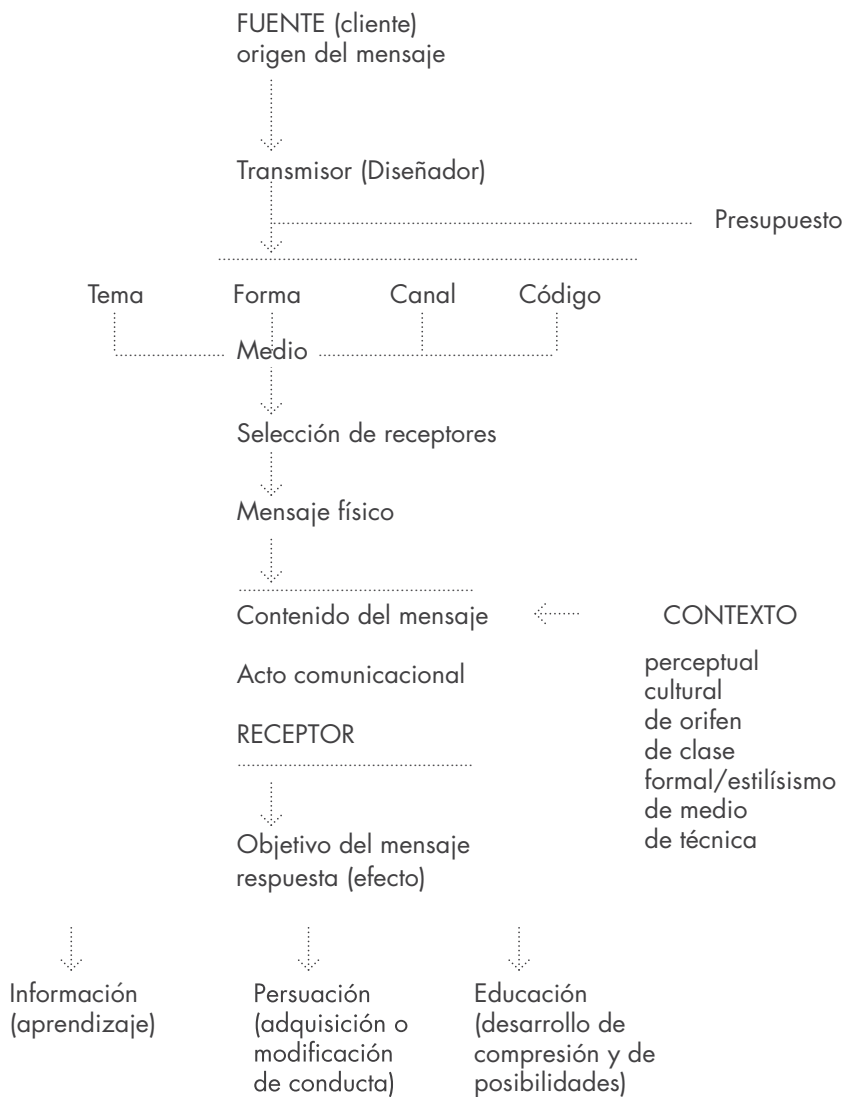 FUENTE (cliente)
origen del mensaje
Transmisor (Diseñador)
Presupuesto
Tema
Forma
Canal
Código
Medio
Selección de receptores
Mensaje físico
Contenido del mensaje
Acto comunicacional
RECEPTOR
CONTEXTO
perceptual
cultural
de orifen
de clase
formal/estilísismo
de medio
de técnica
Objetivo del mensaje
respuesta (efecto)
Información
(aprendizaje)
Persuación
(adquisición o
modificación
de conducta)
Educación
(desarrollo de
compresión y de
posibilidades)